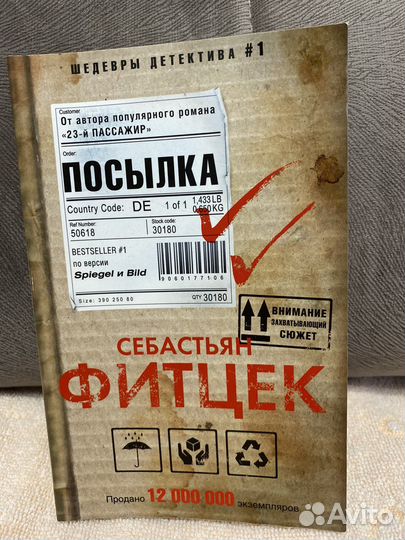 ШЕДЕВРЫ ДЕТЕКТИВА #1
Customer:
От автора популярного романа
«23-й ПАССАЖИР»
Order:
ПОСЫЛКА
Country Code: DE 1 of 1 1,433 LB
0,650 KG
Ref Number: Stock code:
50618 30180
BESTSELLER #1
по версии
Spiegel и Bild
9060177106
Size: 390 250 80 QTY 30180
ВНИМАНИЕ
ЗАХВАТЫВАЮЩИЙ
СЮЖЕТ
СЕБАСТЬЯН
ФИТЦЕК
Продано 12 000 000 экземпляров
Avito